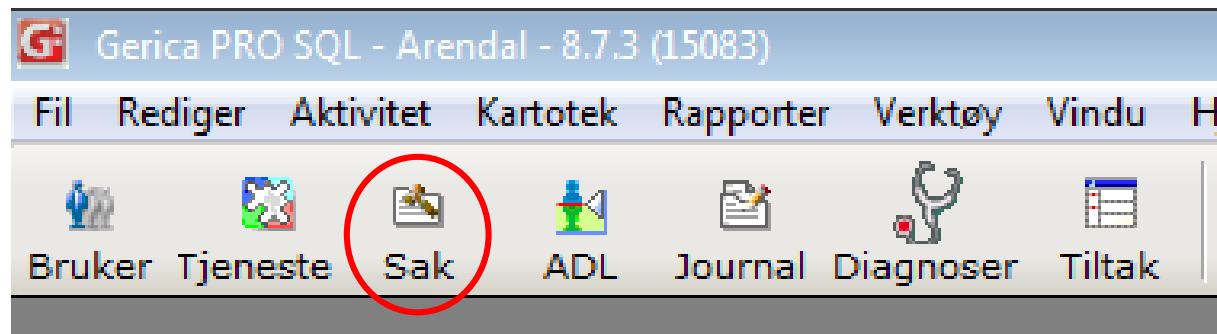 Gerica PRO SQL - Arendal - 8.7.3 (15083)
Fil Rediger Aktivitet Kartotek Rapporter Verktøy Vindu
Bruker Tjeneste Sak ADL Journal Diagnoser Tiltak